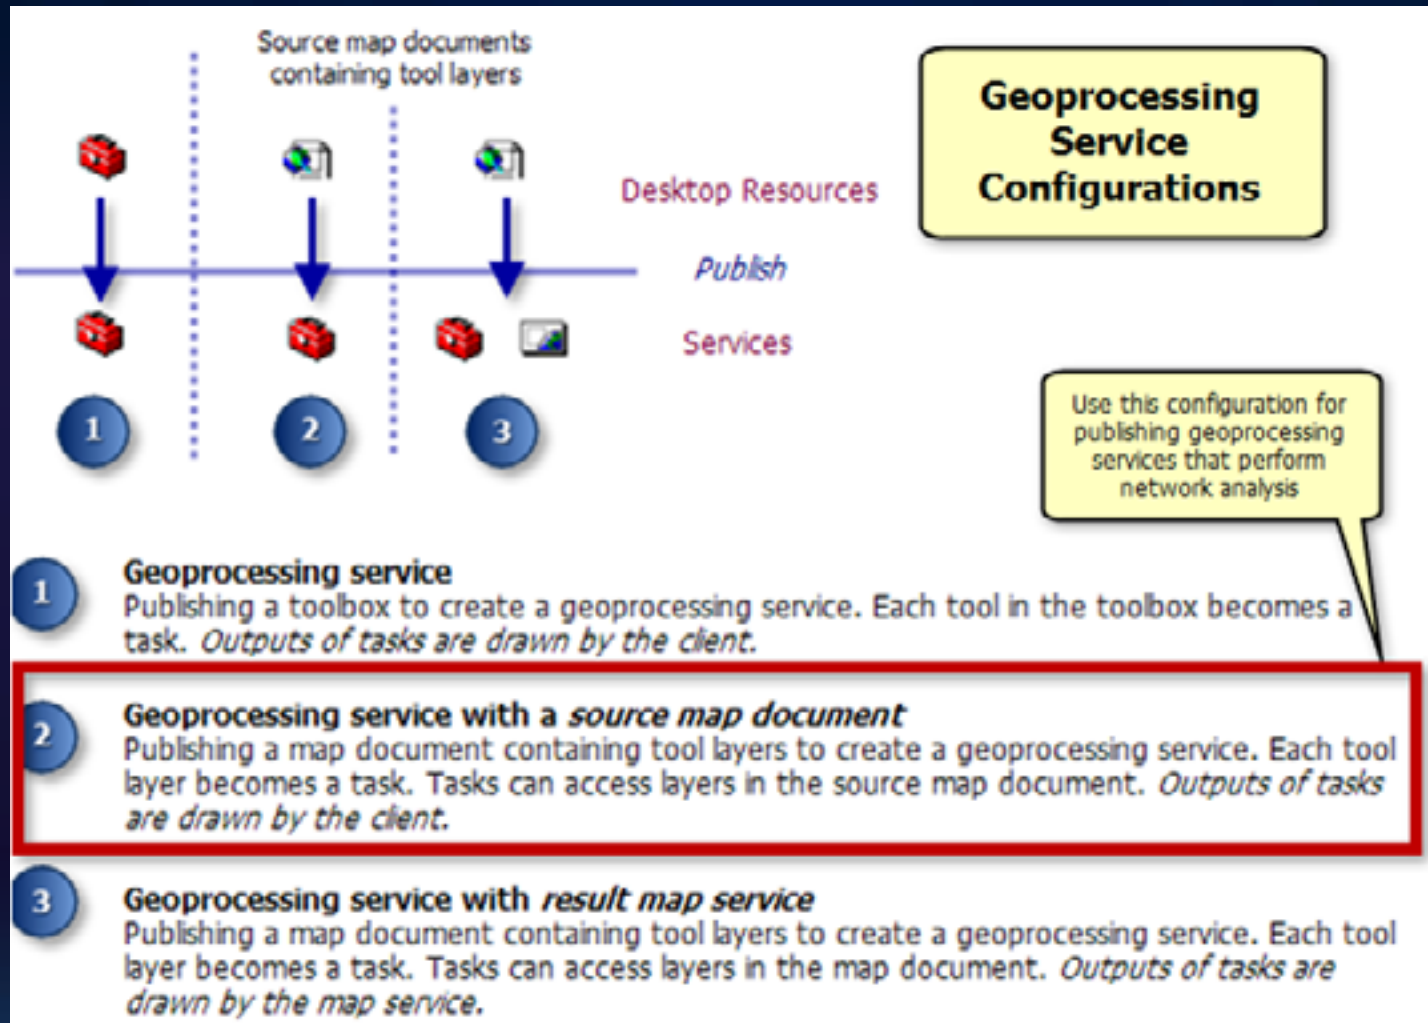 Source map documents
containing tool layers
Geoprocessing
Service
Configurations
Desktop Resources
Publish
Services
1
2
3
Use this configuration for
publishing geoprocessing
services that perform
network analysis
1
Geoprocessing service
Publishing a toolbox to create a geoprocessing service. Each tool in the toolbox becomes a
task. Outputs of tasks are drawn by the client.
2
Geoprocessing service with a source map document
Publishing a map document containing tool layers to create a geoprocessing service. Each tool
layer becomes a task. Tasks can access layers in the source map document. Outputs of tasks
are drawn by the client.
3
Geoprocessing service with result map service
Publishing a map document containing tool layers to create a geoprocessing service. Each tool
layer becomes a task. Tasks can access layers in the map document. Outputs of tasks are
drawn by the map service.